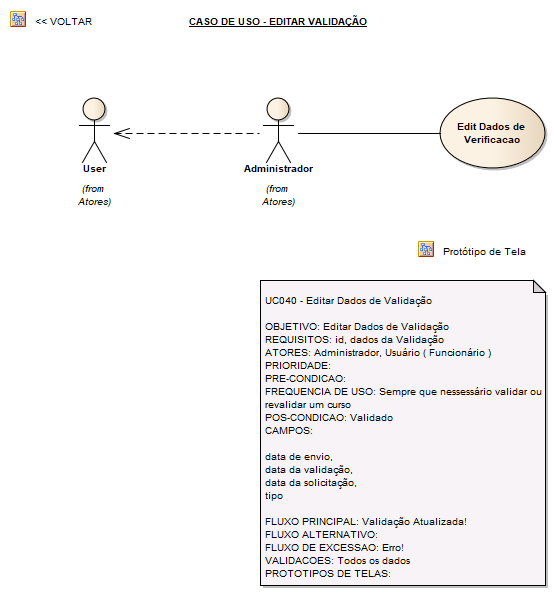 << VOLTAR
CASO DE USO - EDITAR VALIDAÇÃO
Edit Dados de
Verificacao
User
Administrador
(from
Atores)
(from
Atores)
Protótipo de Tela
UC040 - Editar Dados de Validação
OBJETIVO: Editar Dados de Validação
REQUISITOS: id, dados da Validação
ATORES: Administrador, Usuário ( Funcionário )
PRIORIDADE:
PRE-CONDICAO:
FREQUENCIA DE USO: Sempre que nessessário validar ou
revalidar um curso
POS-CONDICAO: Validado
CAMPOS:
data de envio,
data da validação,
data da solicitação,
tipo
FLUXO PRINCIPAL: Validação Atualizada!
FLUXO ALTERNATIVO:
FLUXO DE EXCESSAO: Erro!
VALIDACOES: Todos os dados
PROTOTIPOS DE TELAS: